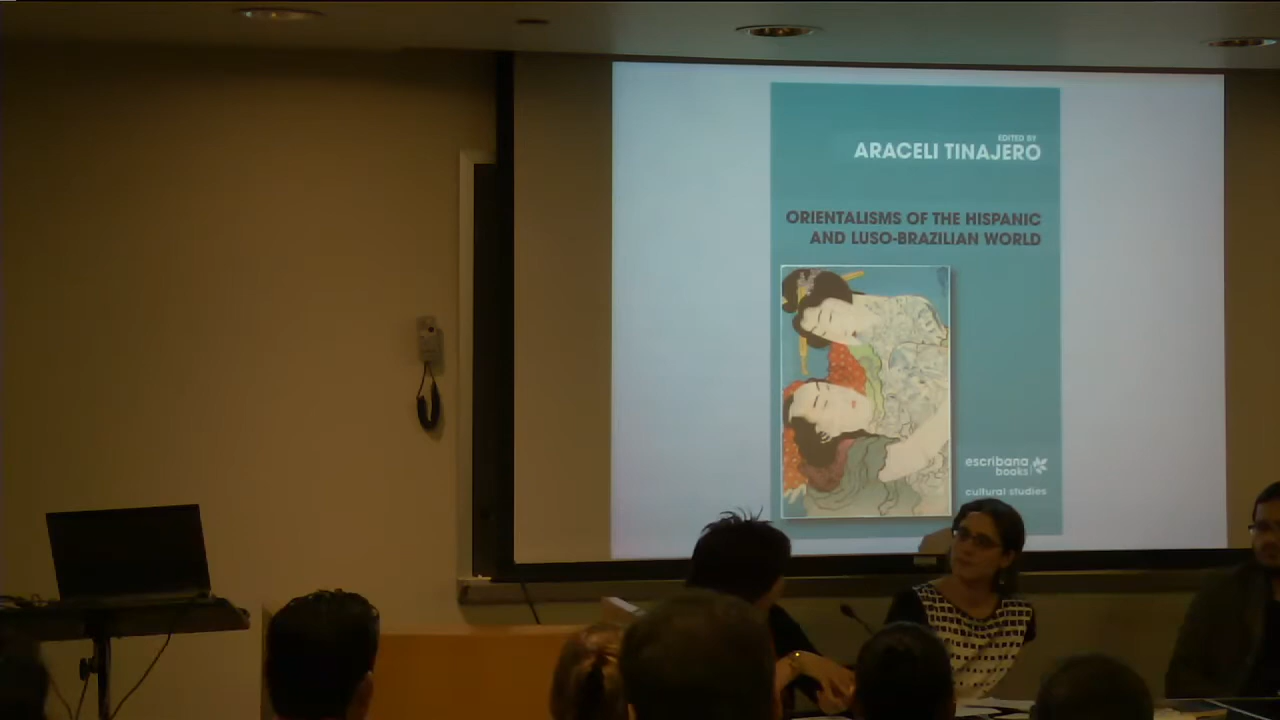 EDITED BY
ARACELI TINAJERO
ORIENTALISMS OF THE HISPANIC
AND LUSO-BRAZILIAN WORLD
escribana
books
cultural studies